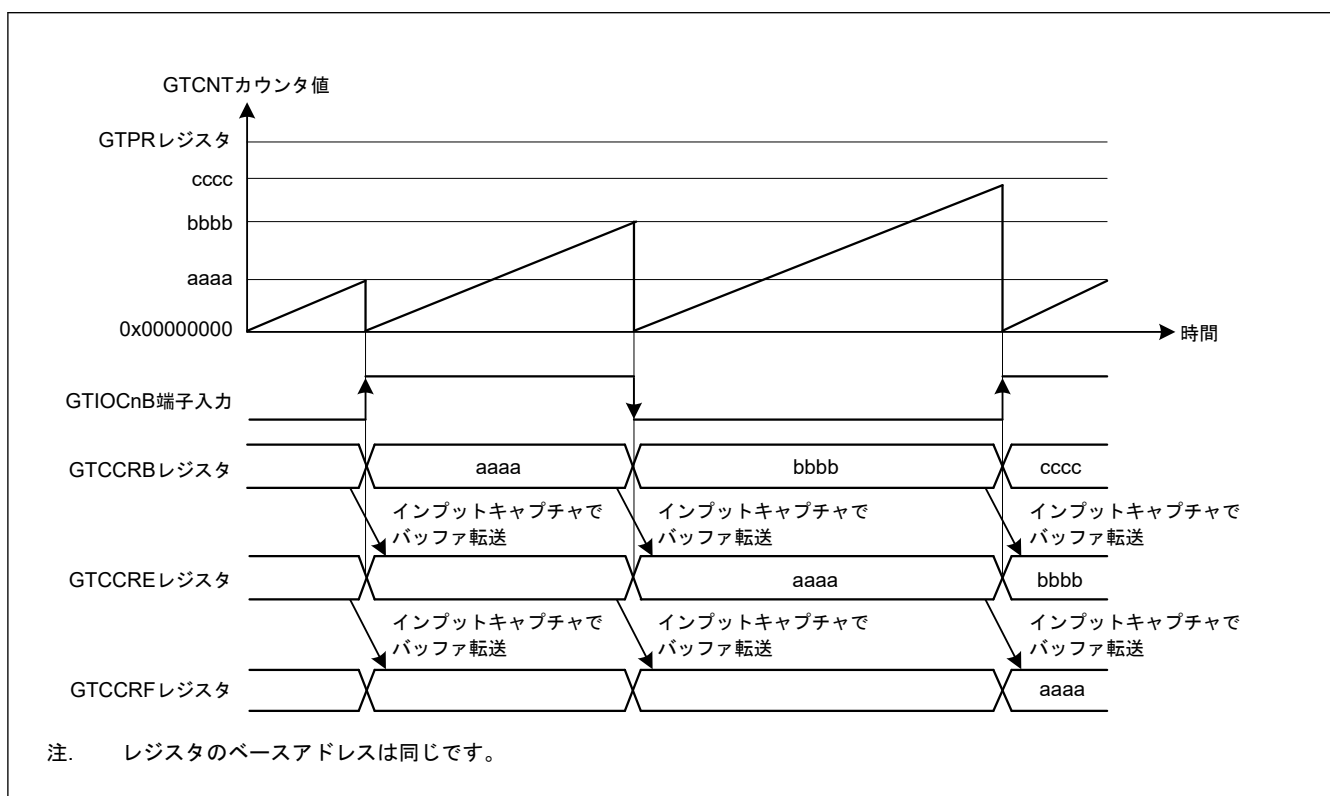 GTCNTカウンタ値
GTPRレジスタ
cccc
bbbb
aaaa
0x00000000
時間
GTIOCnB端子入力
GTCCRBレジスタ
aaaa
bbbb
cccc
インプットキャプチャで
バッファ転送
インプットキャプチャで
バッファ転送
インプットキャプチャで
バッファ転送
GTCCREレジスタ
aaaa
bbbb
インプットキャプチャで
バッファ転送
インプットキャプチャで
バッファ転送
インプットキャプチャで
バッファ転送
GTCCRFレジスタ
aaaa
注. レジスタのベースアドレスは同じです。